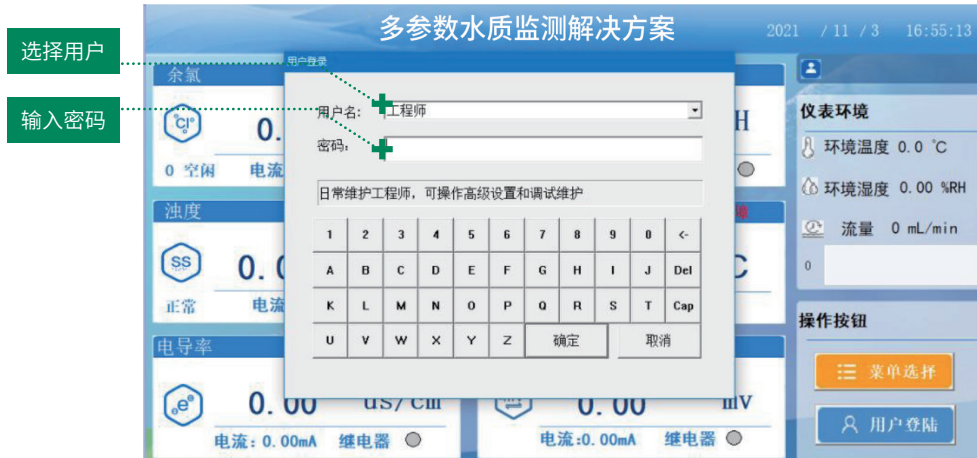 多参数水质监测解决方案
2021 / 11 / 3 16:55:13
选择用户
输入密码
用户登录
用户名: 工程师
密码:
日常维护工程师，可操作高级设置和调试维护
1 2 3 4 5 6 7 8 9 0 <-
A B C D E F G H I J Del
K L M N O P Q R S T Cap
U V W X Y Z 确定 取消
余氯
Cl
0.
H
0 空闲 电流
浊度
SS
0. 0
C
正常 电流
电导率
e
0. 00 uS/cm
0. 00 mV
电流: 0. 00mA 继电器
电流:0. 00mA 继电器
仪表环境
环境温度 0.0 ℃
环境湿度 0.00 %RH
流量 0 mL/min
0
操作按钮
菜单选择
用户登陆